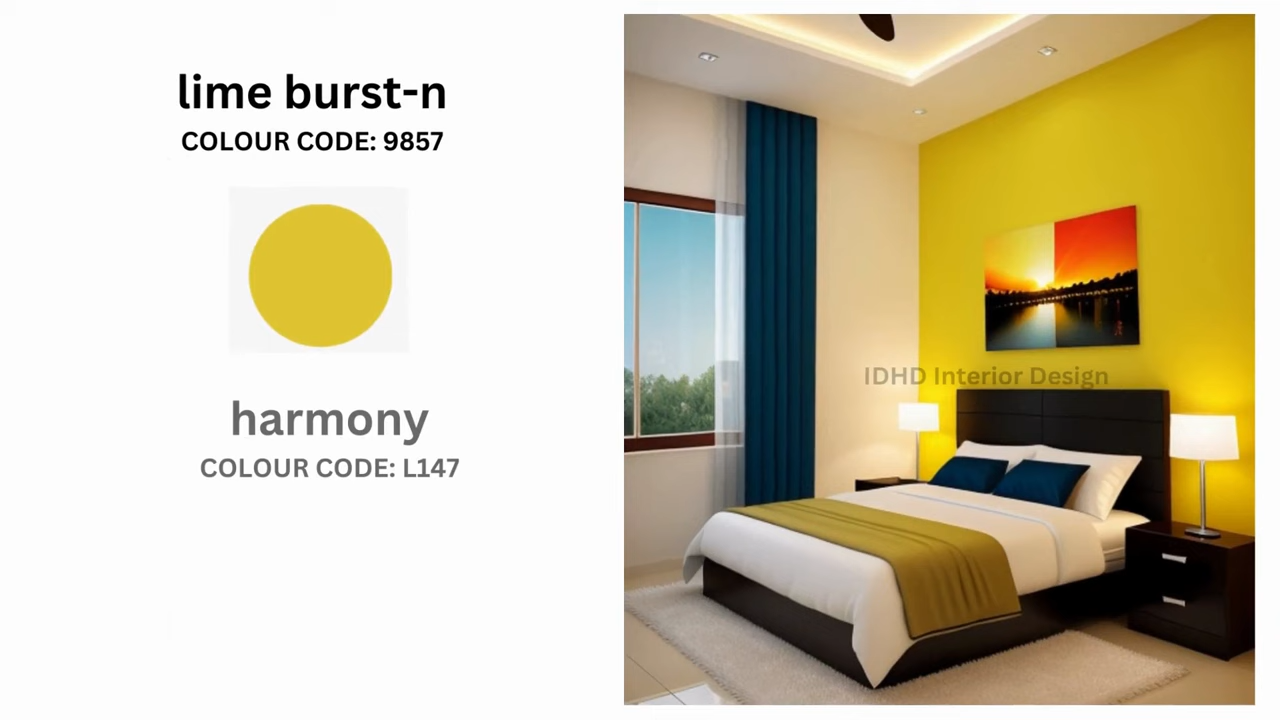 lime burst-n
COLOUR CODE: 9857
harmony
COLOUR CODE: L147
IDHD Interior Design